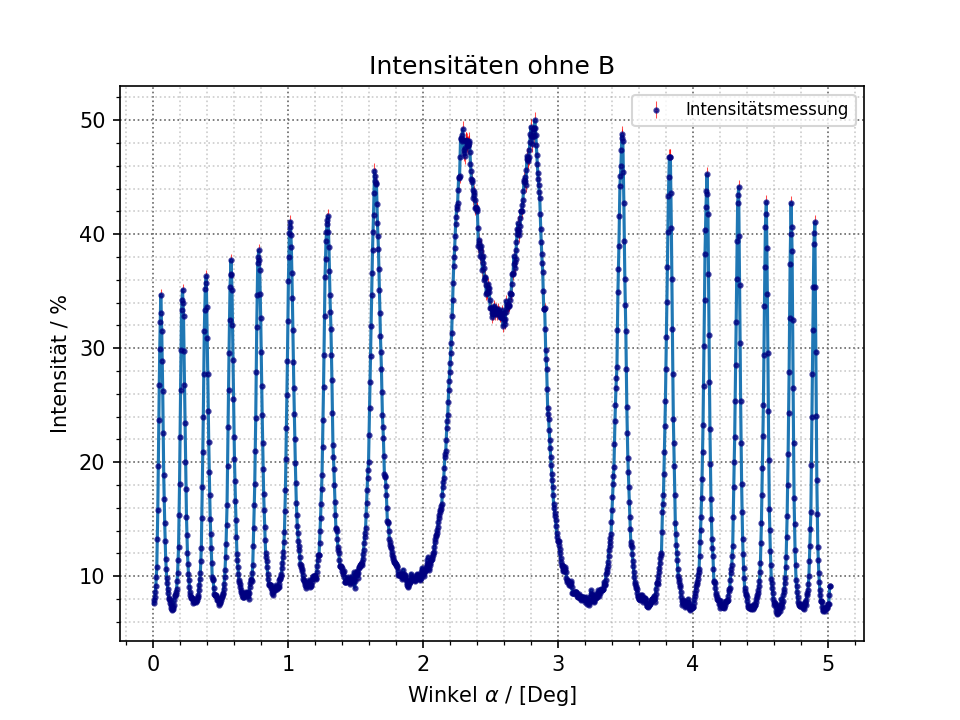 Intensitäten ohne B
Intensitätsmessung
50
40
30
20
10
Intensität / %
0 1 2 3 4 5
Winkel α / [Deg]